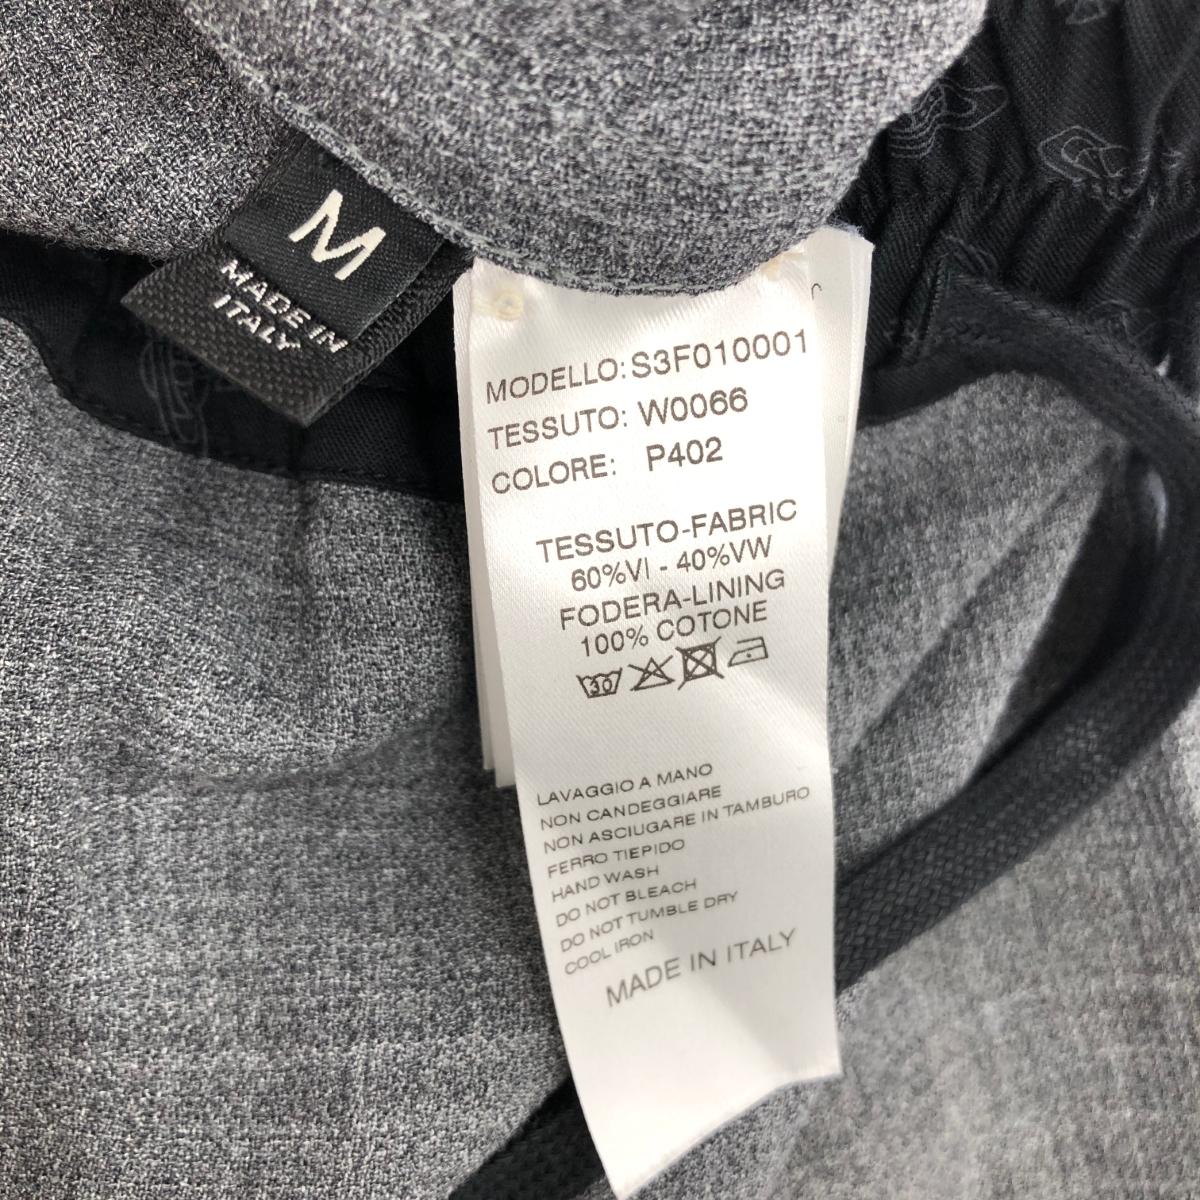 M
MADE IN
ITALY
MODELLO: S3F010001
TESSUTO: W0066
COLORE: P402
TESSUTO-FABRIC
60%VI - 40%VW
FODERA-LINING
100% COTONE
30
LAVAGGIO A MANO
NON CANDEGGIARE
NON ASCIUGARE IN TAMBURO
FERRO TIEPIDO
HAND WASH
DO NOT BLEACH
DO NOT TUMBLE DRY
COOL IRON
MADE IN ITALY